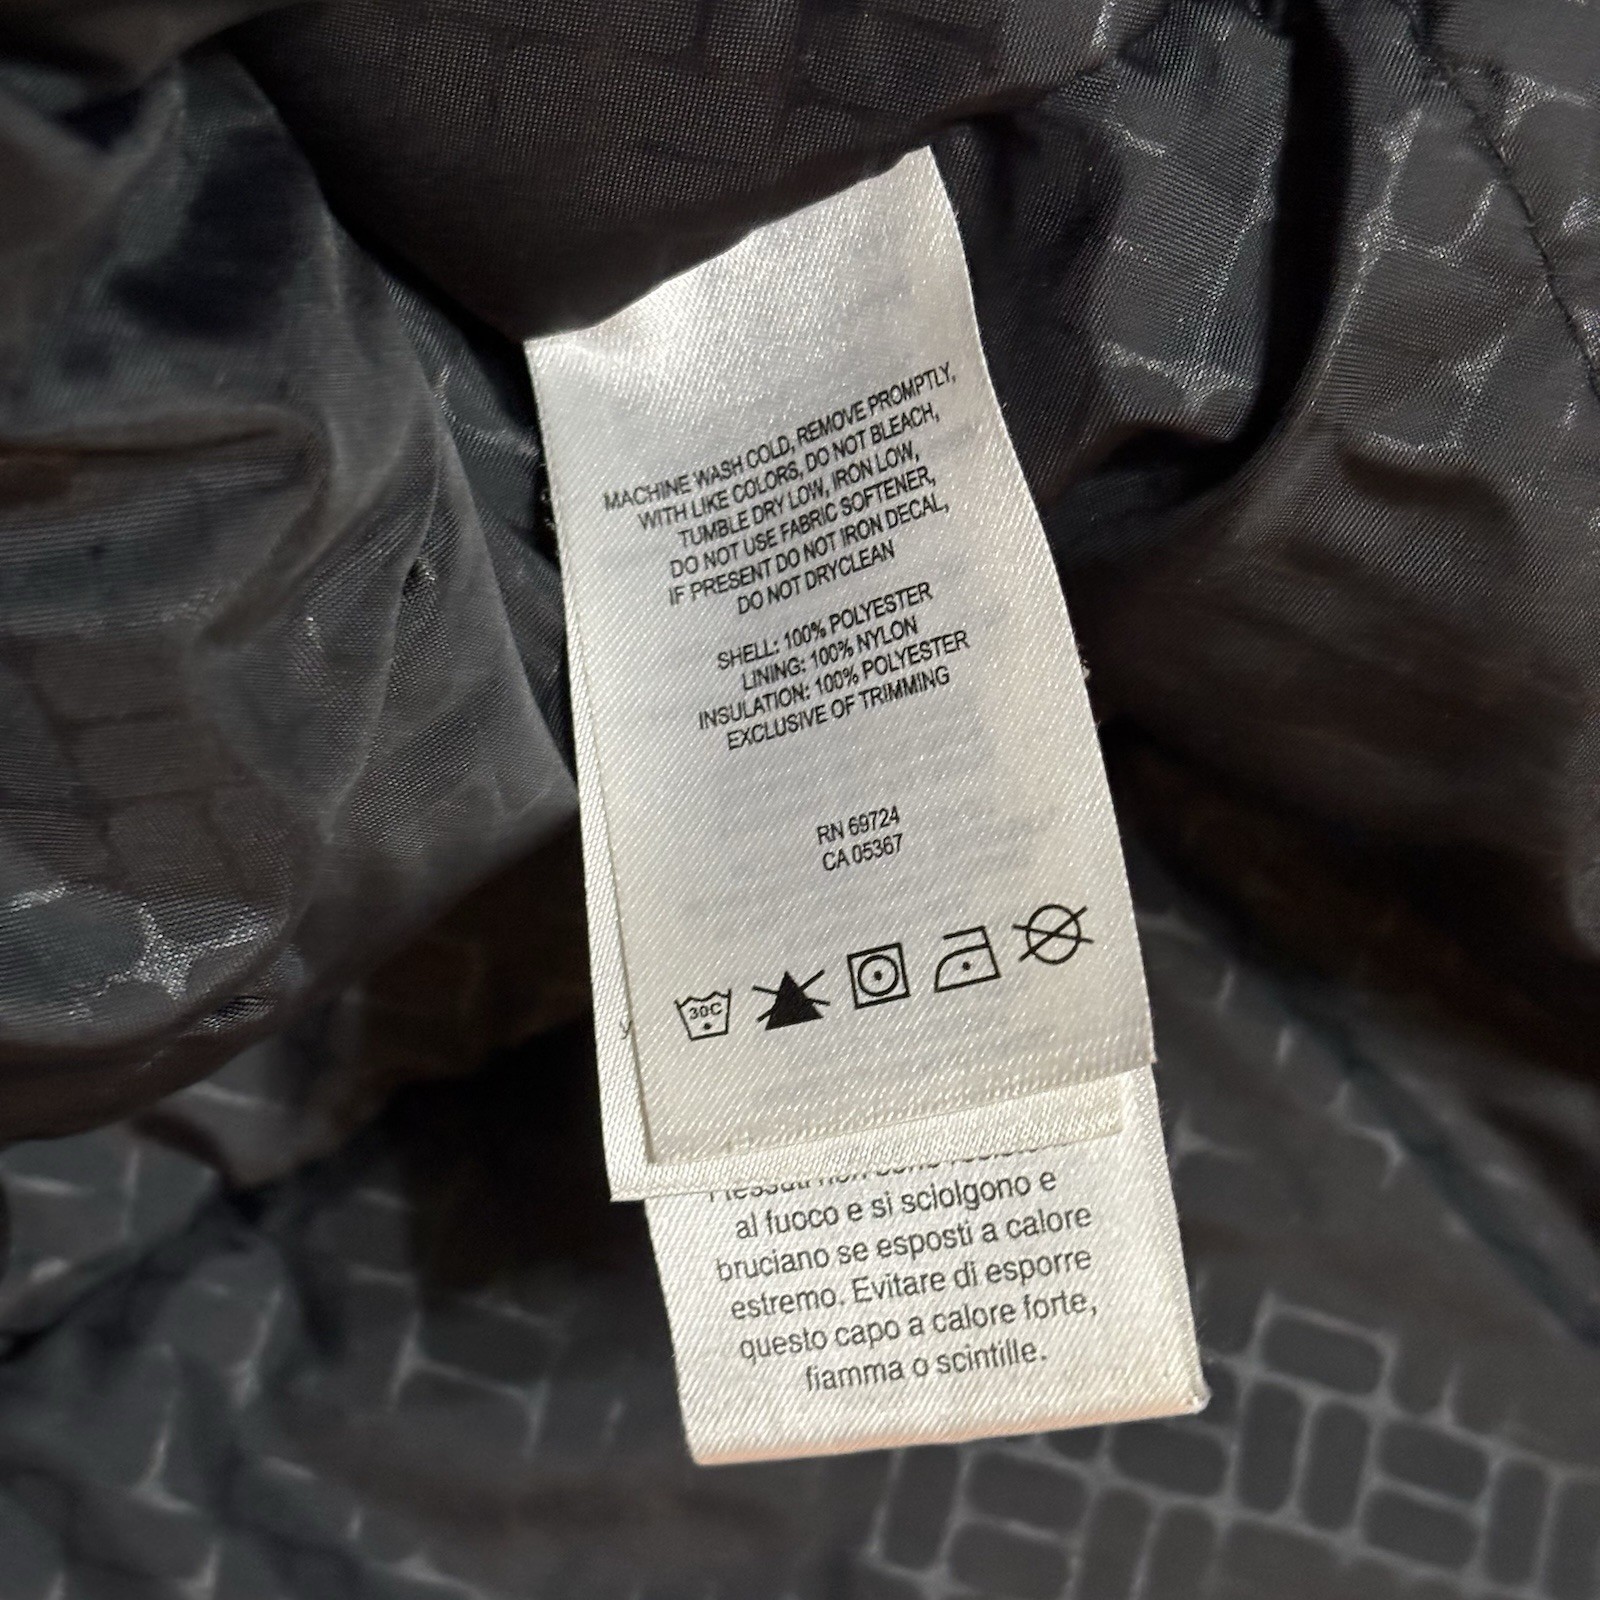 MACHINE WASH COLD, REMOVE PROMPTLY,
WITH LIKE COLORS, DO NOT BLEACH,
TUMBLE DRY LOW, IRON LOW,
DO NOT USE FABRIC SOFTENER,
IF PRESENT DO NOT IRON DECAL,
DO NOT DRYCLEAN
SHELL: 100% POLYESTER
LINING: 100% NYLON
INSULATION: 100% POLYESTER
EXCLUSIVE OF TRIMMING
RN 69724
CA 05367
30C
al fuoco e si sciolgono e
bruciano se esposti a calore
estremo. Evitare di esporre
questo capo a calore forte,
fiamma o scintille.